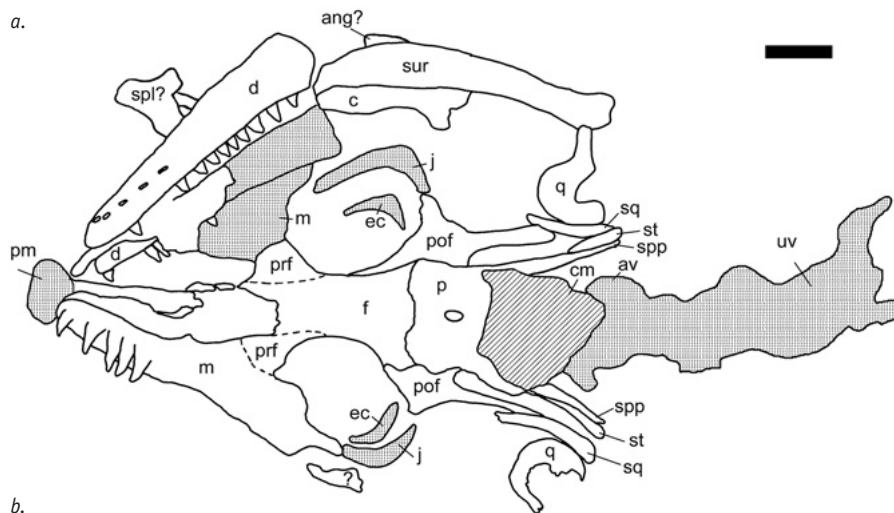 a.
ang?
sur
spl?
d
c
j
q
m
ec
sq
st
spp
pof
uv
pm
d
prf
cm
av
p
f
prf
m
pof
spp
ec
st
j
q
sq
?
b.